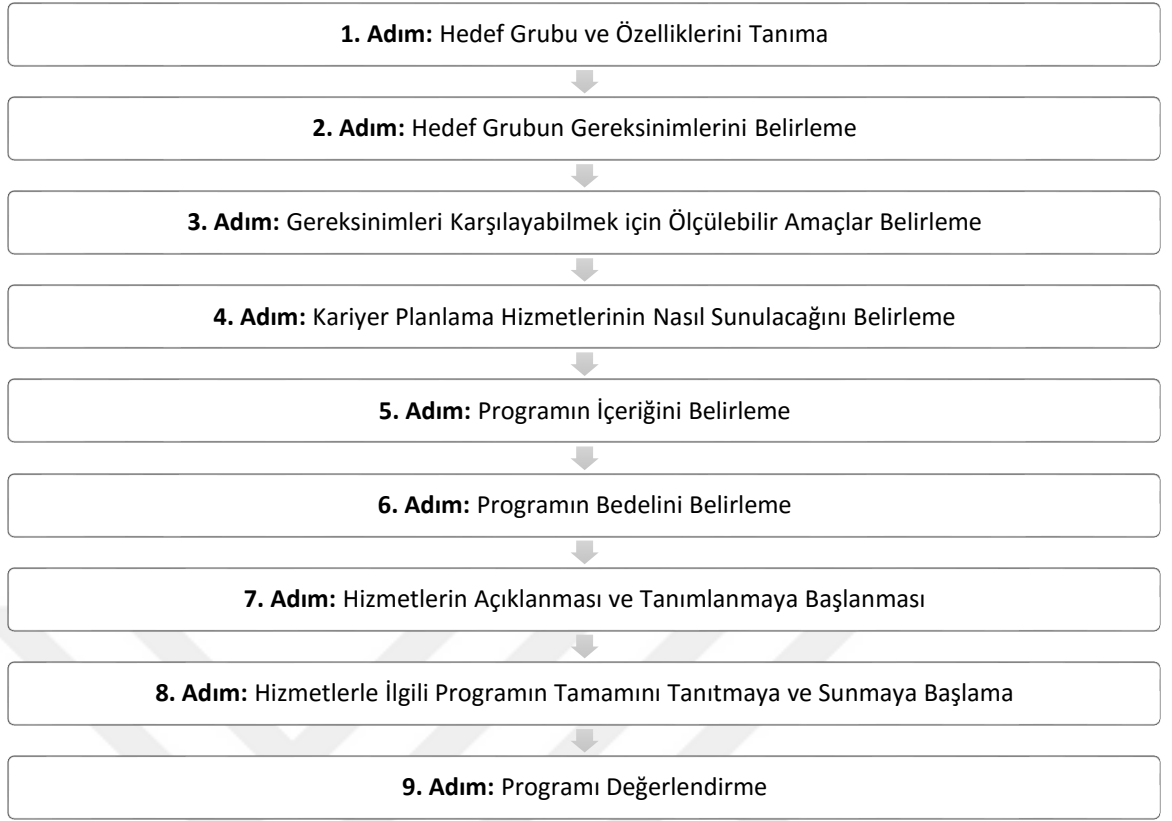 1. Adım: Hedef Grubu ve Özelliklerini Tanıma
2. Adım: Hedef Grubun Gereksinimlerini Belirleme
3. Adım: Gereksinimleri Karşılayabilmek için Ölçülebilir Amaçlar Belirleme
4. Adım: Kariyer Planlama Hizmetlerinin Nasıl Sunulacağını Belirleme
5. Adım: Programın İçeriğini Belirleme
6. Adım: Programın Bedelini Belirleme
7. Adım: Hizmetlerin Açıklanması ve Tanımlanmaya Başlanması
8. Adım: Hizmetlerle İlgili Programın Tamamını Tanıtmaya ve Sunmaya Başlama
9. Adım: Programı Değerlendirme